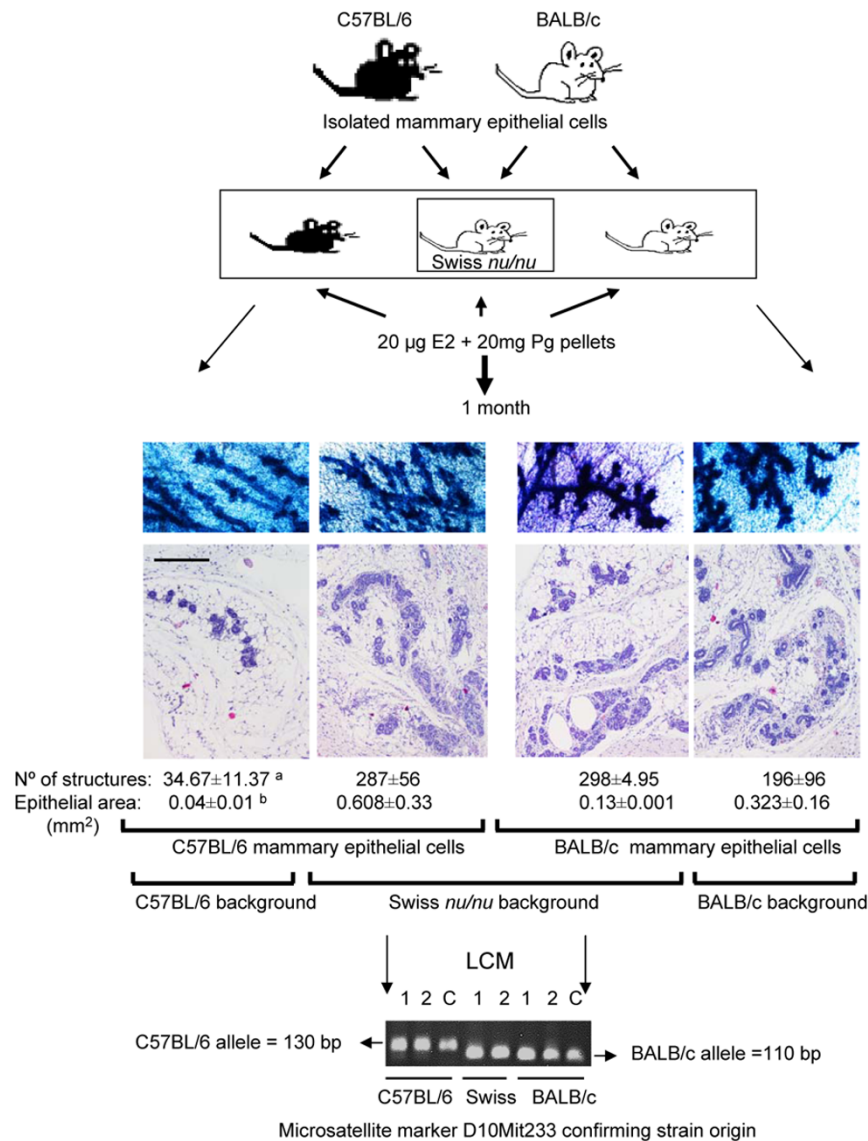 C57BL/6 BALB/c
Isolated mammary epithelial cells
Swiss nu/nu
20 µg E2 + 20mg Pg pellets
1 month
Nº of structures: 34.67±11.37 a 287±56 298±4.95 196±96
Epithelial area: 0.04±0.01 b 0.608±0.33 0.13±0.001 0.323±0.16
(mm2)
C57BL/6 mammary epithelial cells BALB/c mammary epithelial cells
C57BL/6 background Swiss nu/nu background BALB/c background
LCM
1 2 C 1 2 1 2 C
C57BL/6 allele = 130 bp BALB/c allele =110 bp
C57BL/6 Swiss BALB/c
Microsatellite marker D10Mit233 confirming strain origin